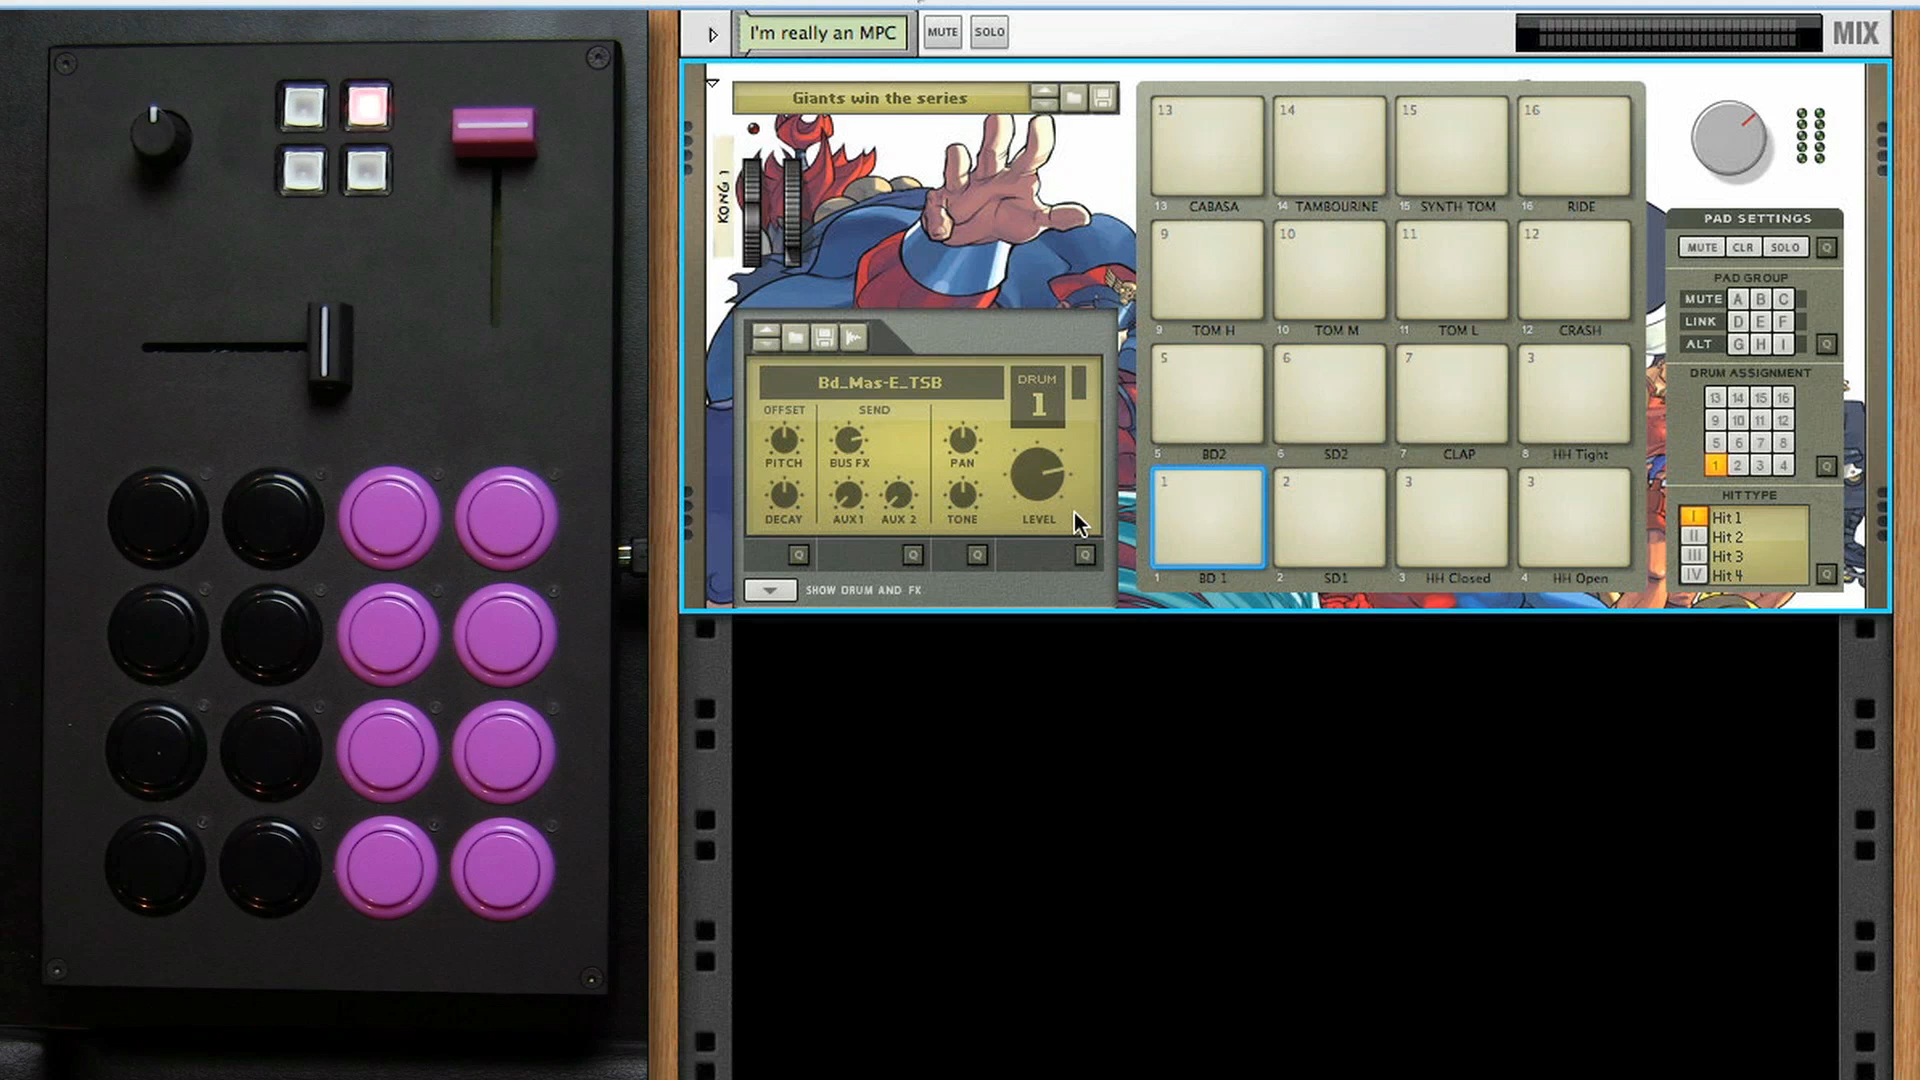 I'm really an MPC
MUTE
SOLO
MIX
Giants win the series
KONG 1
Bd_Mas-E_TSB
DRUM
1
OFFSET
SEND
PITCH
BUS FX
PAN
DECAY
AUX 1
AUX 2
TONE
LEVEL
Q
Q
Q
Q
SHOW DRUM AND FX
13
14
15
16
13 CABASA
14 TAMBOURINE
15 SYNTH TOM
16 RIDE
9
10
11
12
9 TOM H
10 TOM M
11 TOM L
12 CRASH
5
6
7
3
5 BD2
6 SD2
7 CLAP
8 HH Tight
1
2
3
3
1 BD 1
2 SD1
3 HH Closed
4 HH Open
PAD SETTINGS
MUTE CLR SOLO Q
PAD GROUP
MUTE A B C
LINK D E F
ALT G H I Q
DRUM ASSIGNMENT
13 14 15 16
9 10 11 12
5 6 7 8
1 2 3 4 Q
HIT TYPE
I Hit 1
II Hit 2
III Hit 3
IV Hit 4 Q